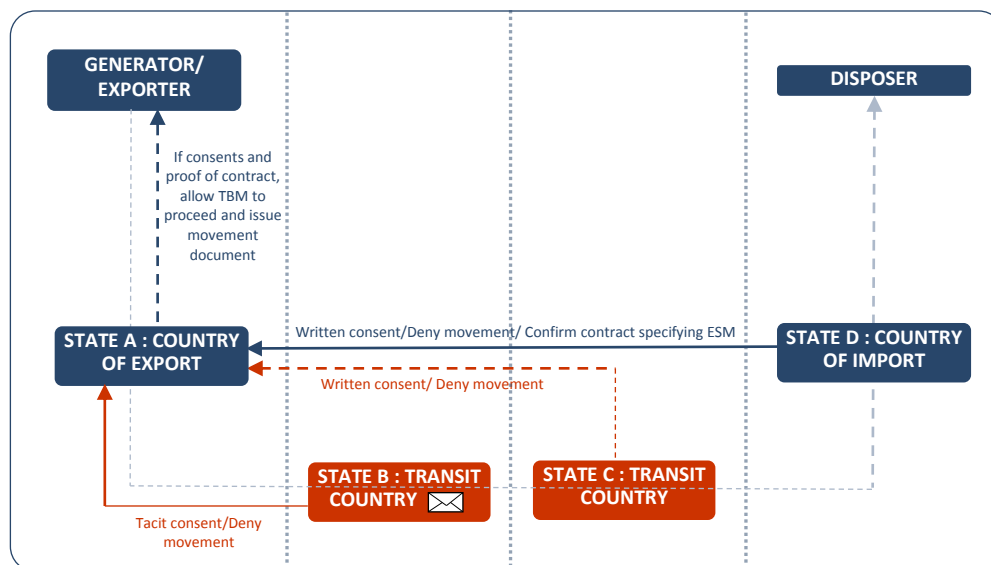 GENERATOR/
EXPORTER
DISPOSER
If consents and
proof of contract,
allow TBM to
proceed and issue
movement
document
STATE A : COUNTRY
OF EXPORT
Written consent/Deny movement/ Confirm contract specifying ESM
STATE D : COUNTRY
OF IMPORT
Written consent/ Deny movement
STATE B : TRANSIT
COUNTRY
STATE C : TRANSIT
COUNTRY
Tacit consent/Deny
movement